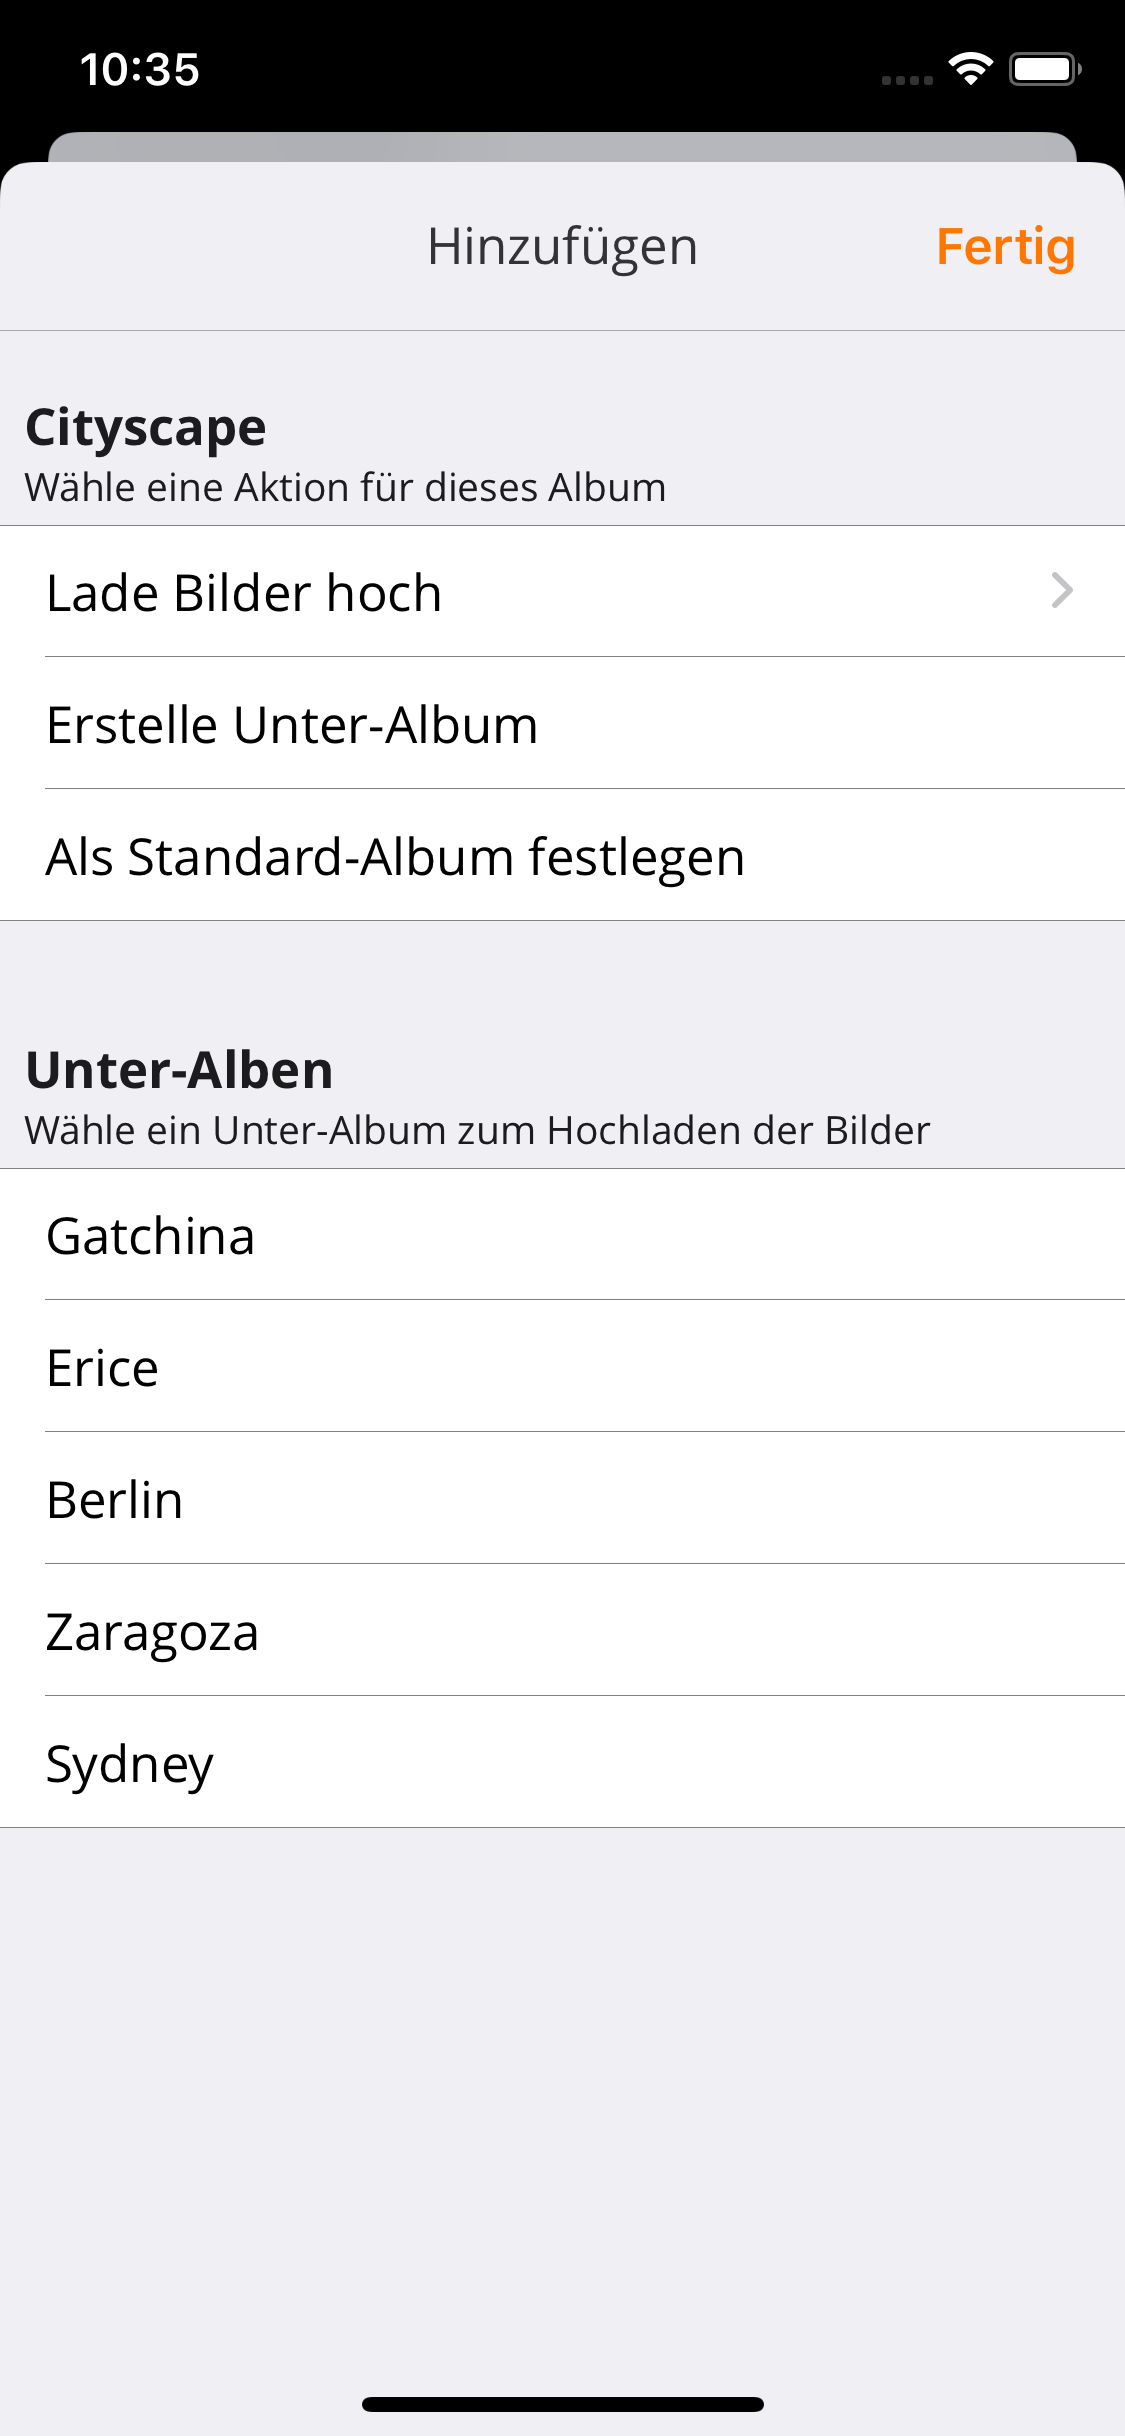 10:35
Hinzufügen
Fertig
Cityscape
Wähle eine Aktion für dieses Album
Lade Bilder hoch
Erstelle Unter-Album
Als Standard-Album festlegen
Unter-Alben
Wähle ein Unter-Album zum Hochladen der Bilder
Gatchina
Erice
Berlin
Zaragoza
Sydney